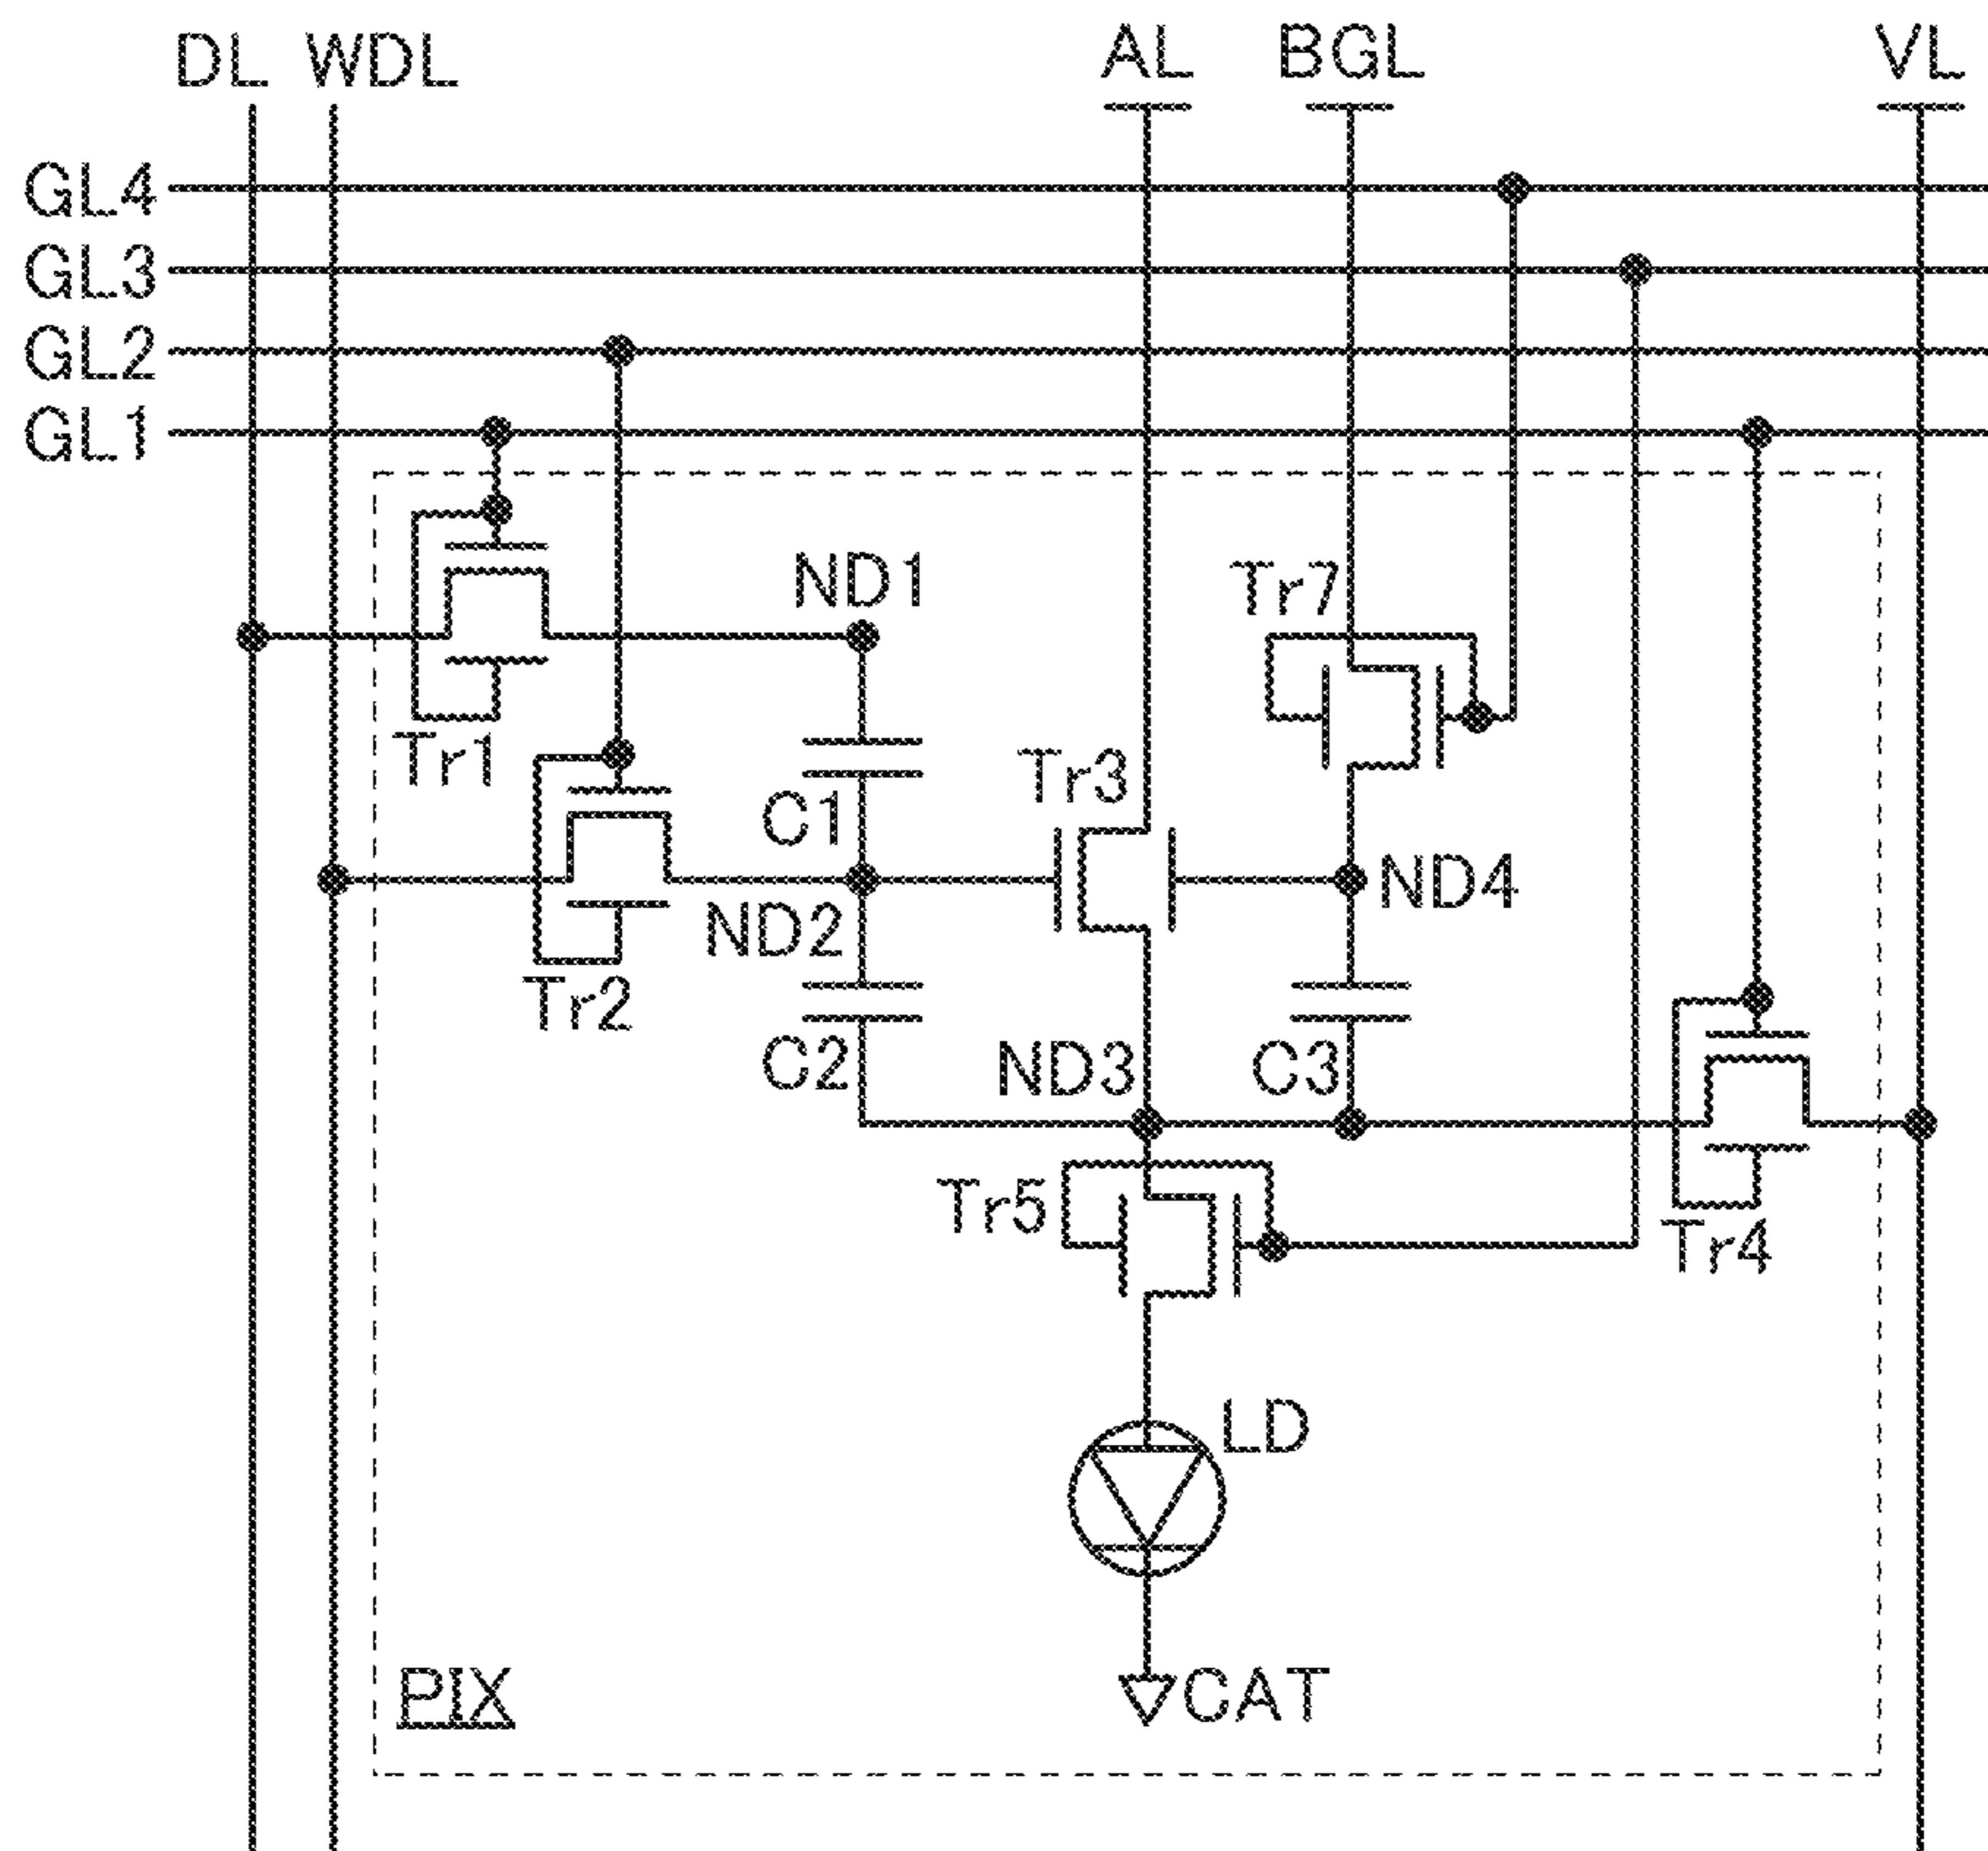 DL WDL AL BGL VL
GL4
GL3
GL2
GL1
ND1
Tr7
Tr1
Tr3
C1
ND4
ND2
Tr2
C2
ND3
C3
Tr5
Tr4
LD
PIX
CAT